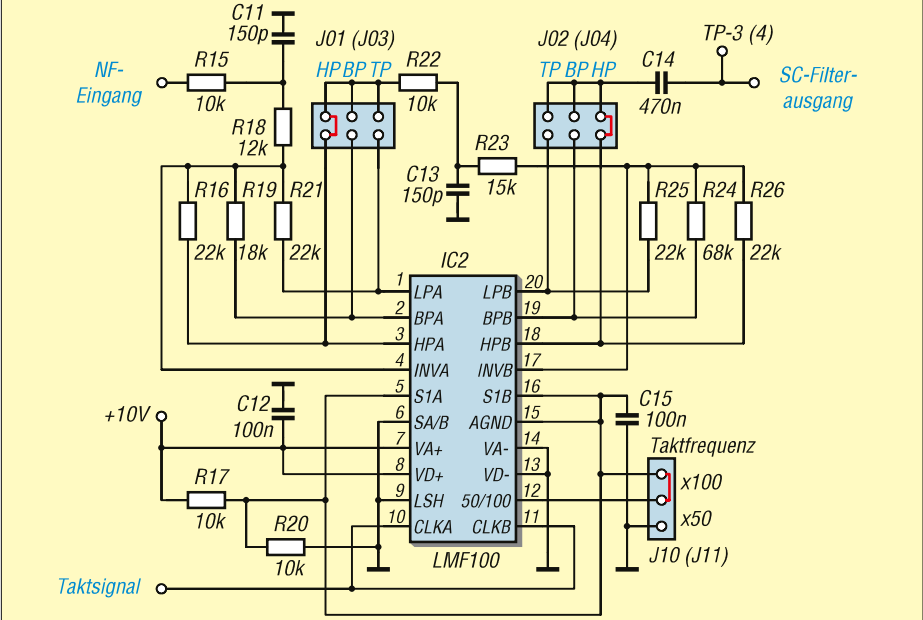 C11
150p
J01 (J03)
J02 (J04)
TP-3 (4)
NF-
Eingang
R15
10k
HP BP TP
R22
10k
TP BP HP
C14
470n
SC-Filter-
ausgang
R18
12k
R23
15k
C13
150p
R16
22k
R19
18k
R21
22k
R25
22k
R24
68k
R26
22k
IC2
1 LPA LPB 20
2 BPA BPB 19
3 HPA HPB 18
4 INVA INVB 17
5 S1A S1B 16
6 SA/B AGND 15
7 VA+ VA- 14
8 VD+ VD- 13
9 LSH 50/100 12
10 CLKA CLKB 11
LMF100
+10V
C12
100n
C15
100n
Taktfrequenz
x100
x50
J10 (J11)
R17
10k
R20
10k
Taktsignal